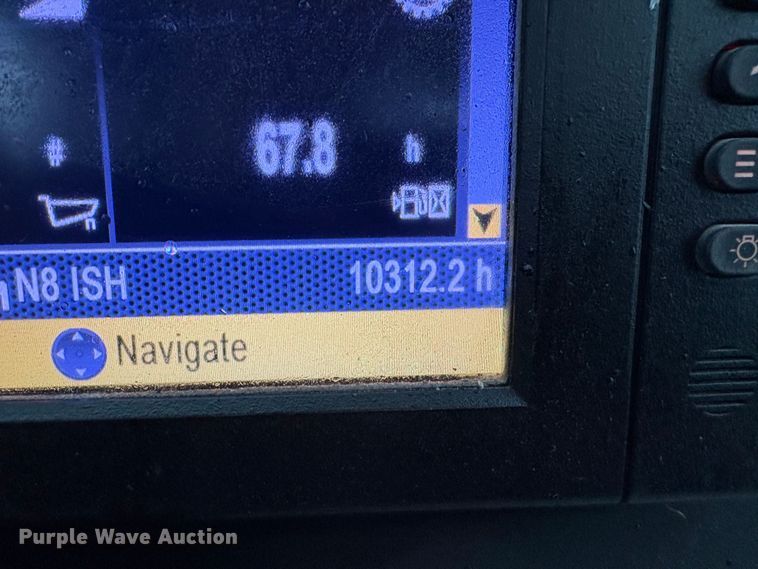 67.8 h
#
n
N8 ISH 10312.2 h
Navigate
Purple Wave Auction